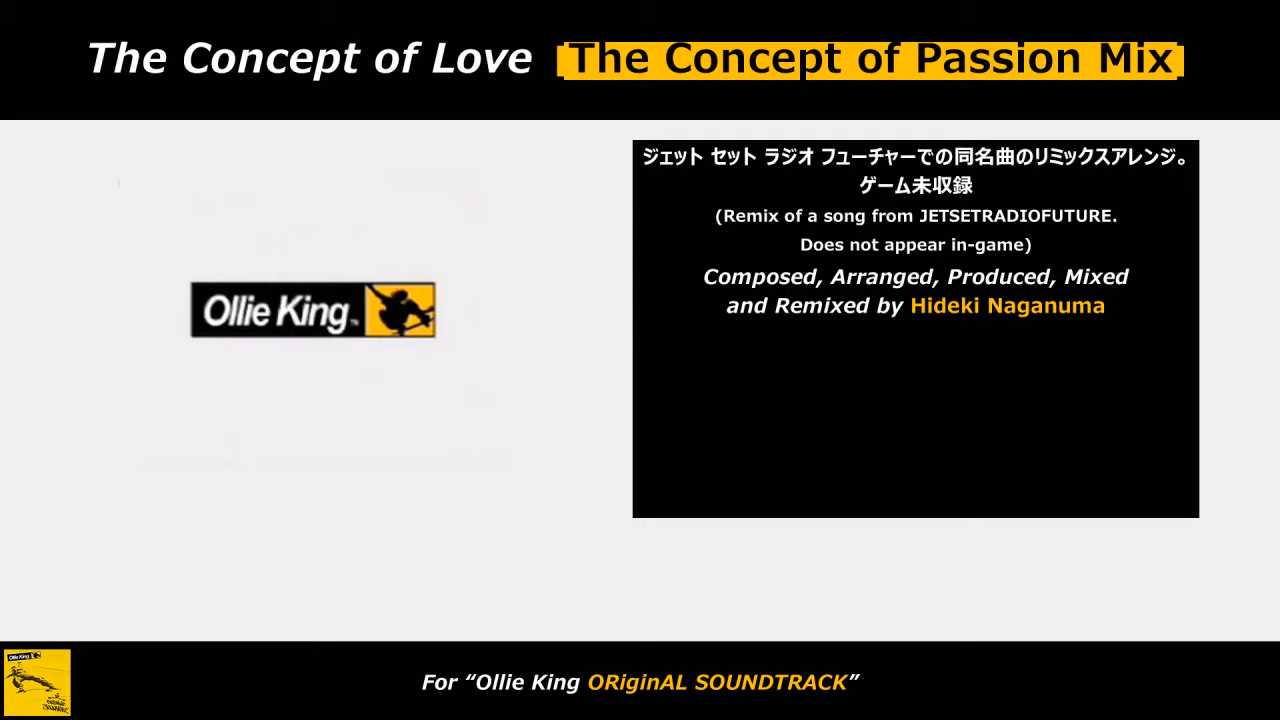 The Concept of Love The Concept of Passion Mix
ジェット セット ラジオ フューチャーでの同名曲のリミックスアレンジ。
ゲーム未収録
(Remix of a song from JETSETRADIOFUTURE.
Does not appear in-game)
Composed, Arranged, Produced, Mixed
and Remixed by Hideki Naganuma
Ollie King™
Ollie King
For “Ollie King ORiginAL SOUNDTRACK”